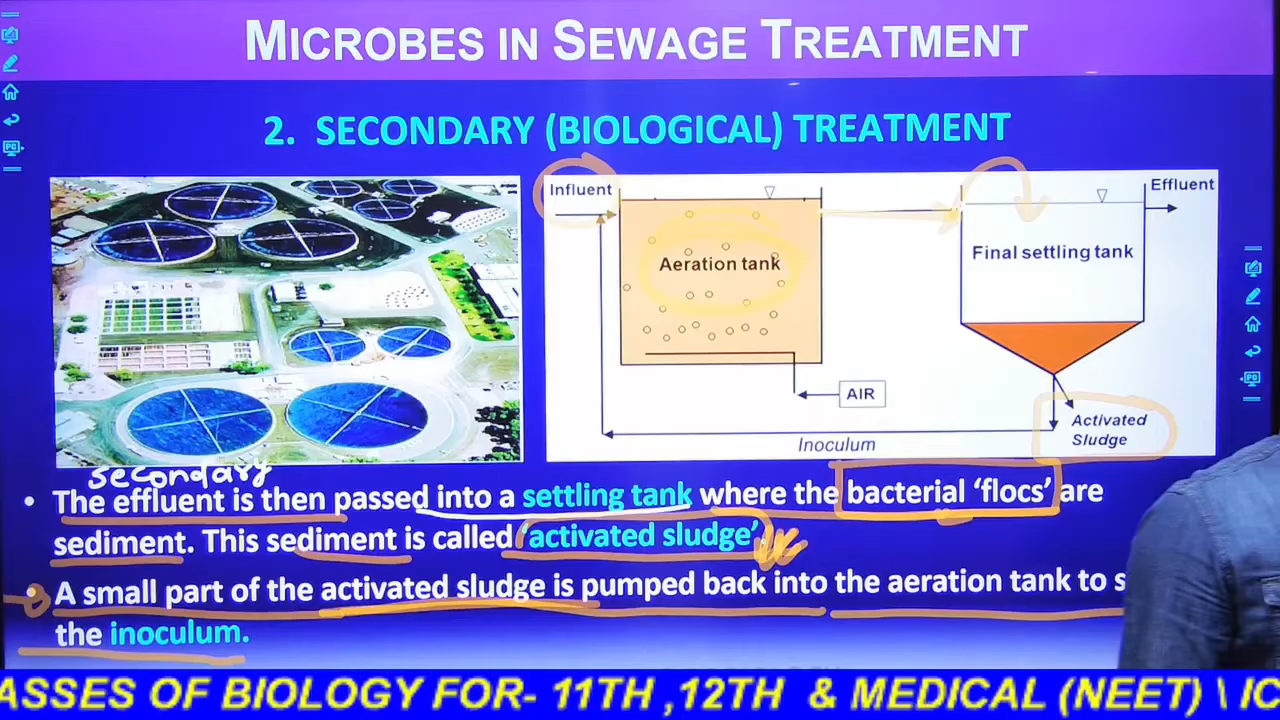 MICROBES IN SEWAGE TREATMENT
2. SECONDARY (BIOLOGICAL) TREATMENT
Influent
Effluent
Aeration tank
Final settling tank
AIR
Activated
Sludge
Inoculum
secondary
• The effluent is then passed into a settling tank where the bacterial ‘flocs’ are
sediment. This sediment is called ‘activated sludge’.
• A small part of the activated sludge is pumped back into the aeration tank to s
the inoculum.
ASSES OF BIOLOGY FOR- 11TH ,12TH & MEDICAL (NEET) \ IC